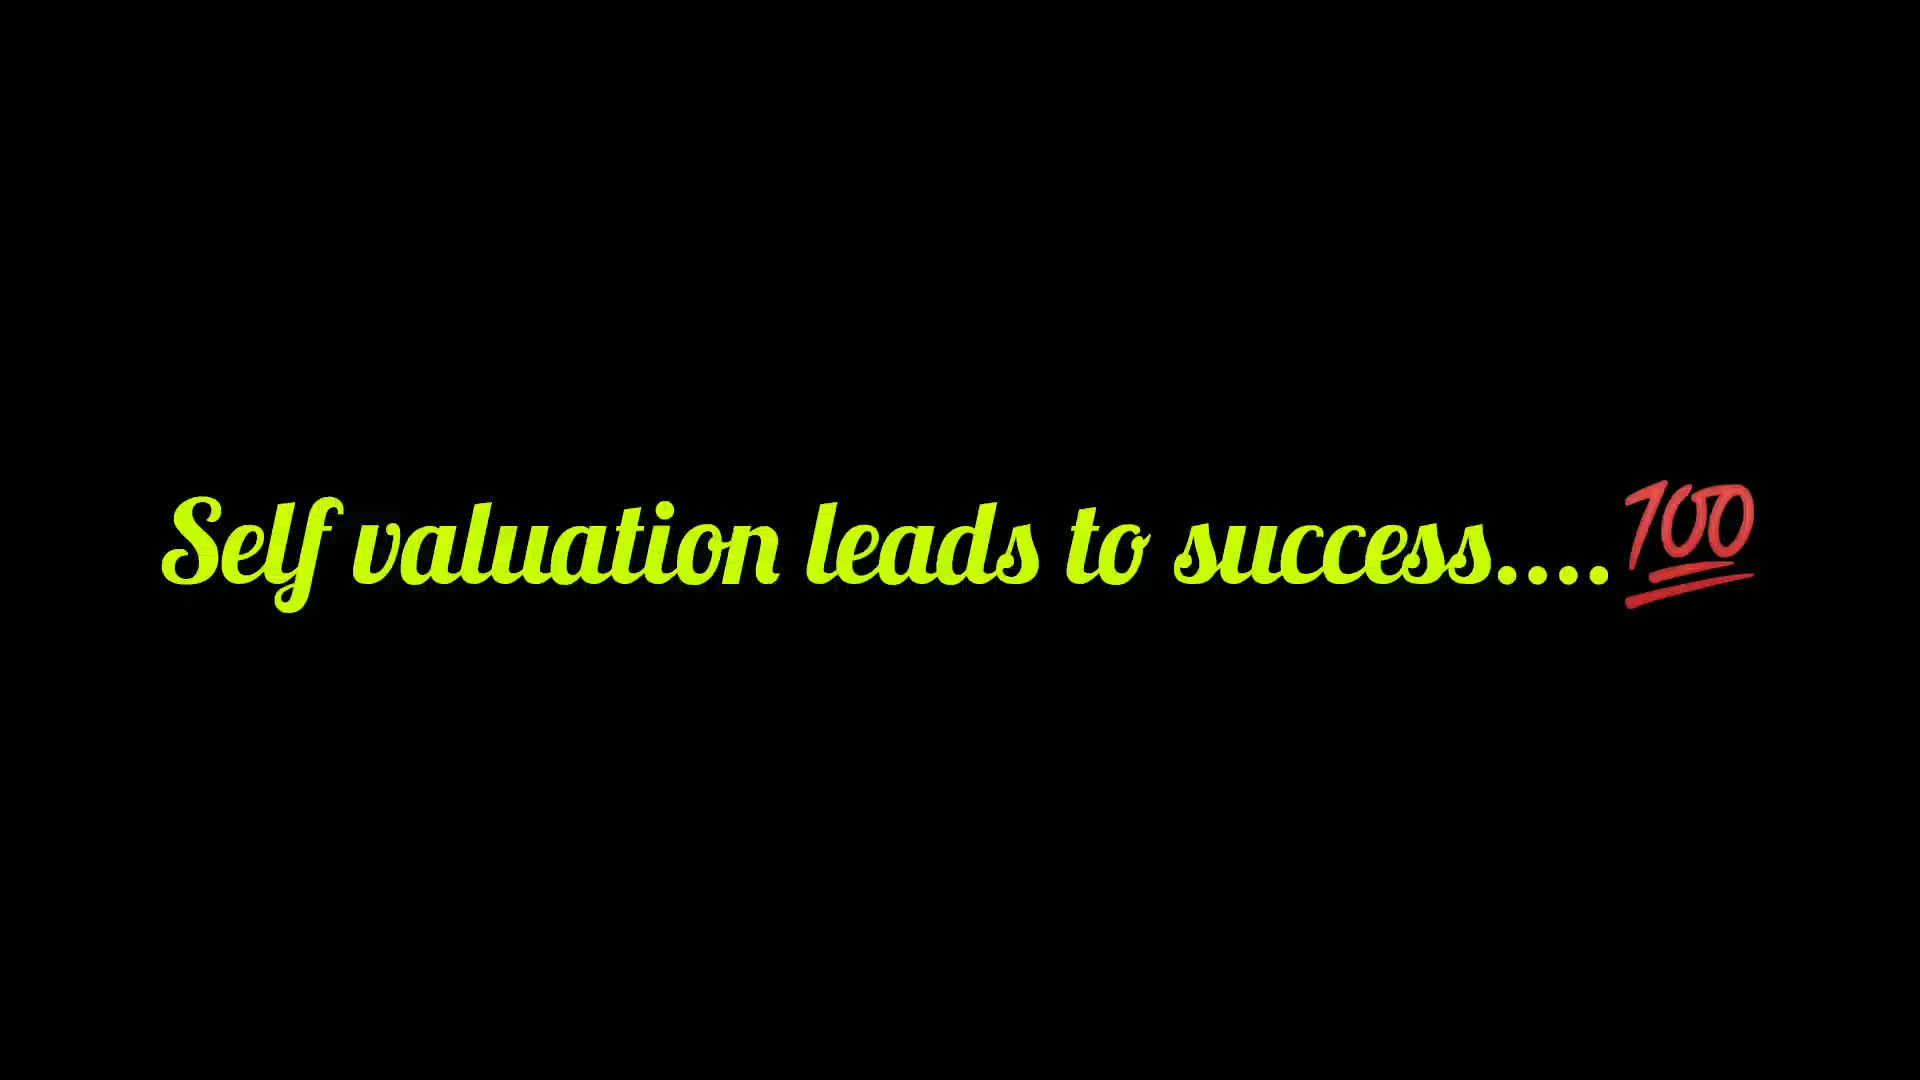 Self valuation leads to success....💯